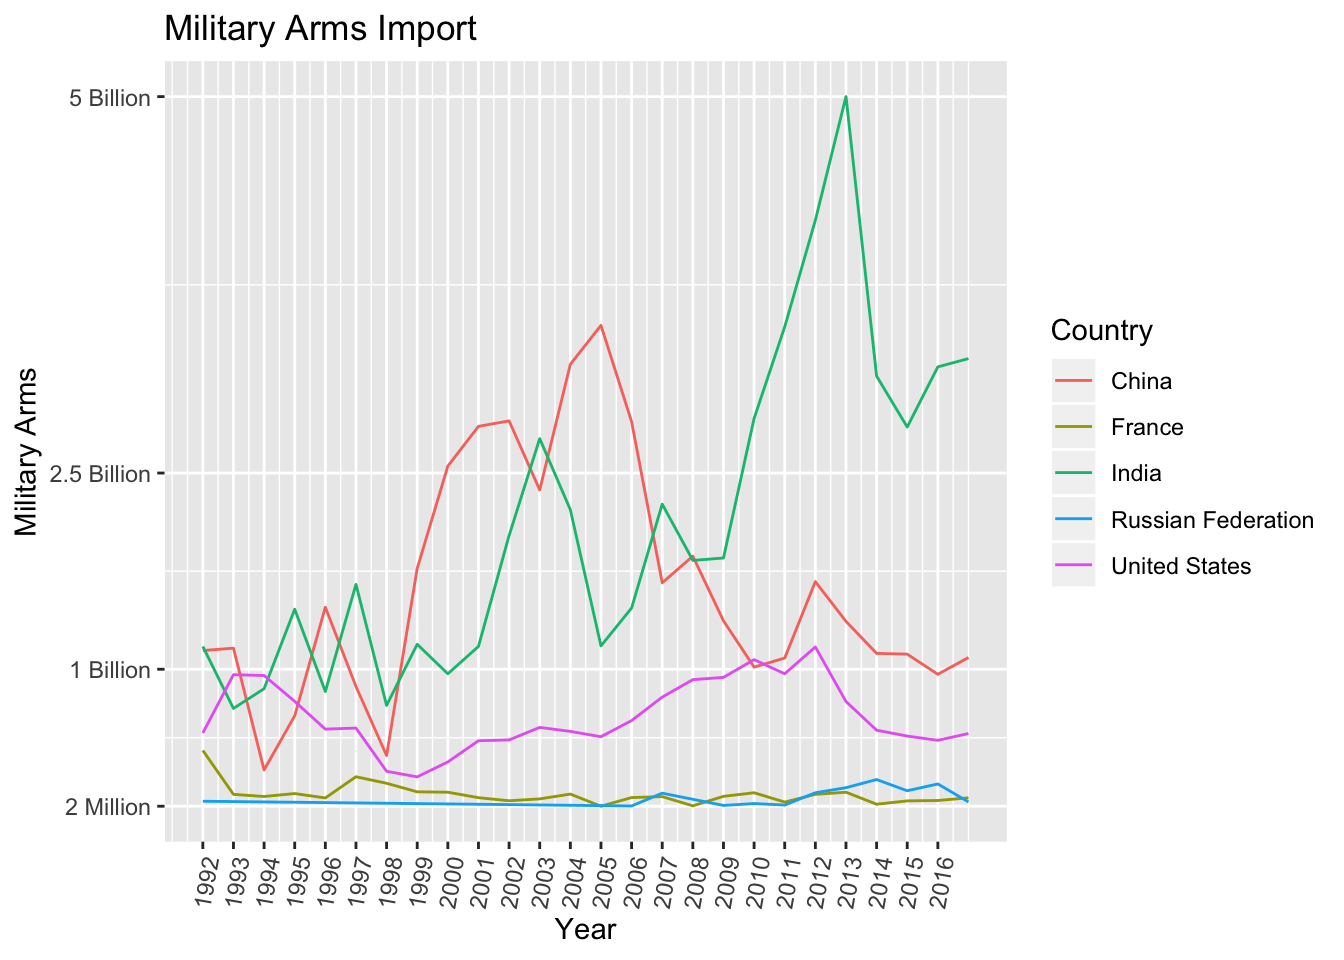 Military Arms Import
5 Billion
2.5 Billion
1 Billion
2 Million
Military Arms
1992
1993
1994
1995
1996
1997
1998
1999
2000
2001
2002
2003
2004
2005
2006
2007
2008
2009
2010
2011
2012
2013
2014
2015
2016
Year
Country
China
France
India
Russian Federation
United States